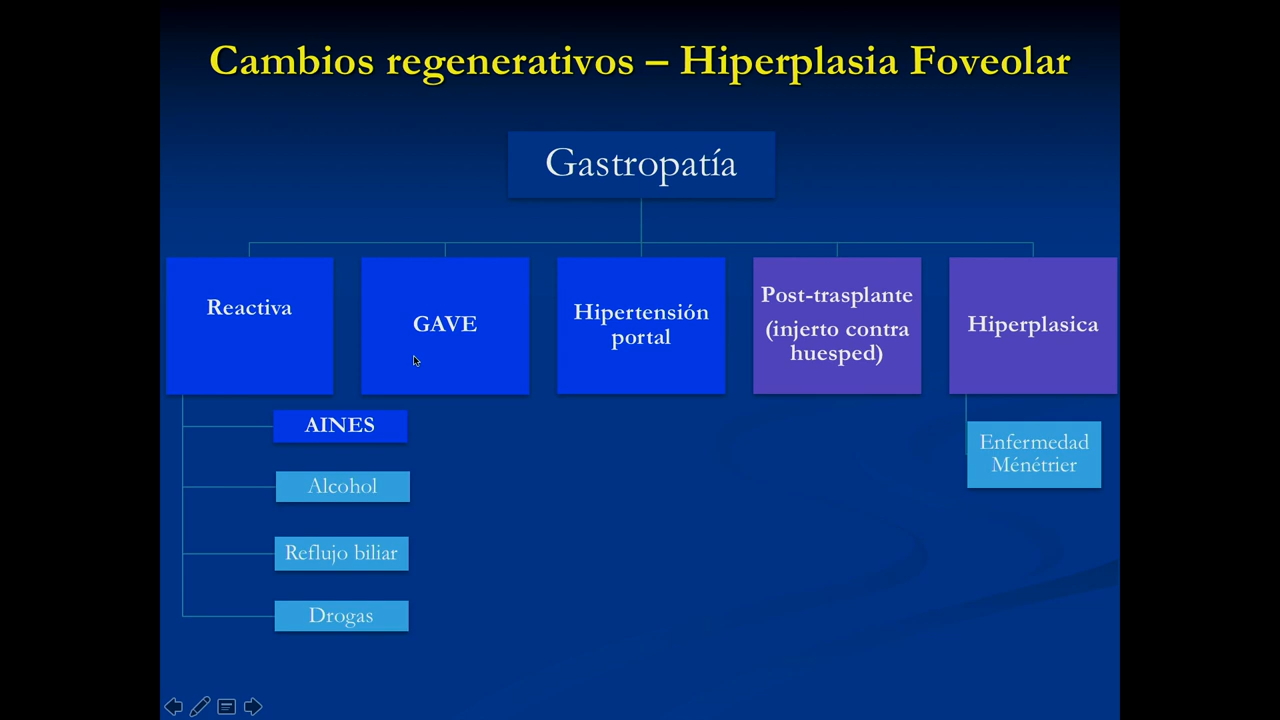 Cambios regenerativos – Hiperplasia Foveolar
Gastropatía
Reactiva
GAVE
Hipertensión
portal
Post-trasplante
(injerto contra
huesped)
Hiperplasica
AINES
Alcohol
Reflujo biliar
Drogas
Enfermedad
Ménétrier